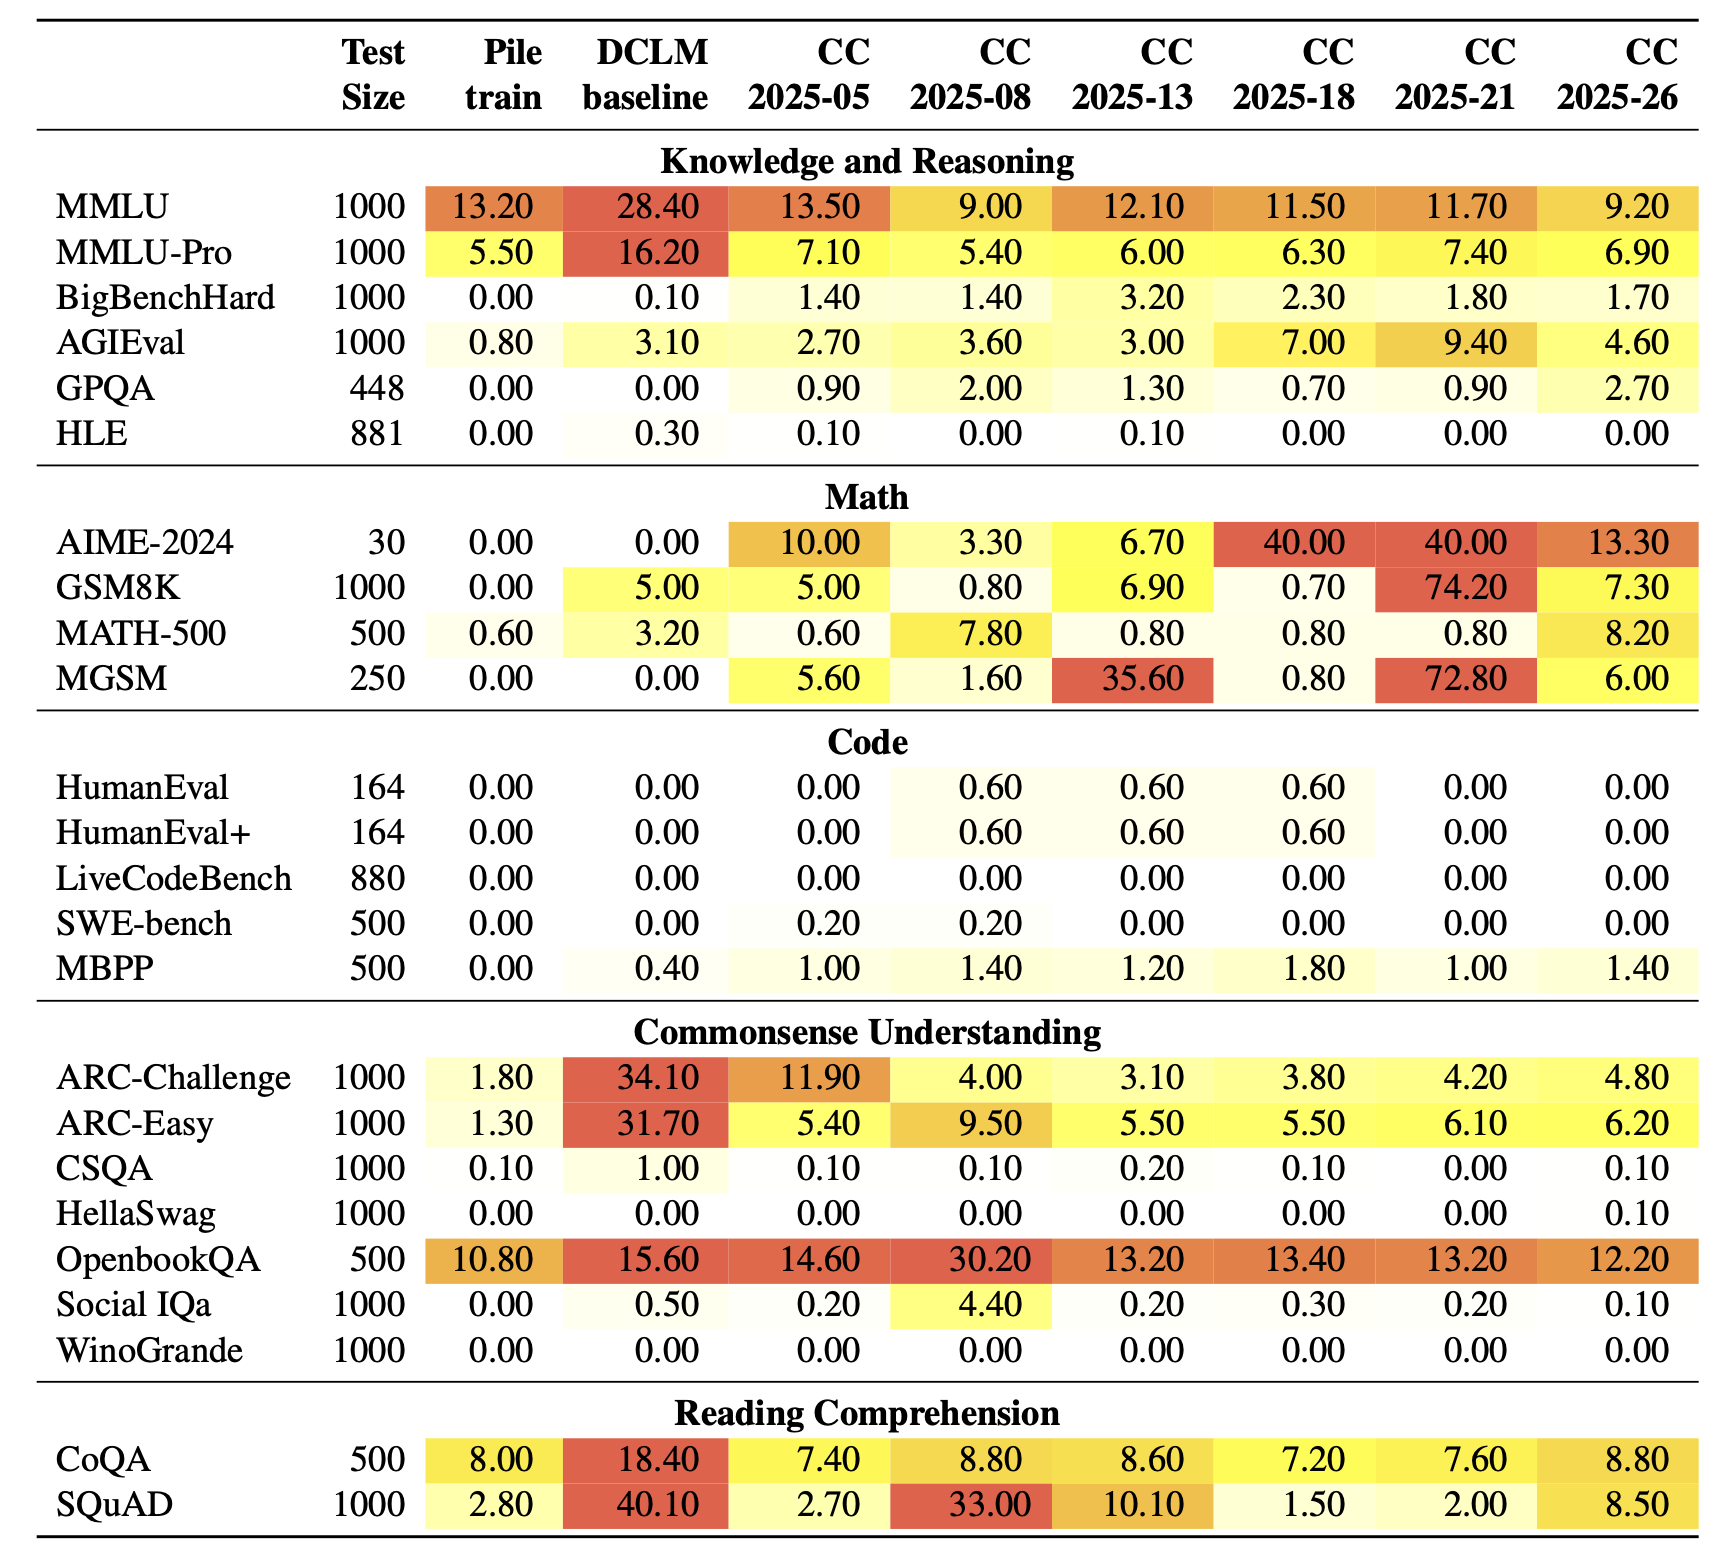 Test Pile DCLM CC CC CC CC CC CC
Size train baseline 2025-05 2025-08 2025-13 2025-18 2025-21 2025-26
Knowledge and Reasoning
MMLU 1000 13.20 28.40 13.50 9.00 12.10 11.50 11.70 9.20
MMLU-Pro 1000 5.50 16.20 7.10 5.40 6.00 6.30 7.40 6.90
BigBenchHard 1000 0.00 0.10 1.40 1.40 3.20 2.30 1.80 1.70
AGIEval 1000 0.80 3.10 2.70 3.60 3.00 7.00 9.40 4.60
GPQA 448 0.00 0.00 0.90 2.00 1.30 0.70 0.90 2.70
HLE 881 0.00 0.30 0.10 0.00 0.10 0.00 0.00 0.00
Math
AIME-2024 30 0.00 0.00 10.00 3.30 6.70 40.00 40.00 13.30
GSM8K 1000 0.00 5.00 5.00 0.80 6.90 0.70 74.20 7.30
MATH-500 500 0.60 3.20 0.60 7.80 0.80 0.80 0.80 8.20
MGSM 250 0.00 0.00 5.60 1.60 35.60 0.80 72.80 6.00
Code
HumanEval 164 0.00 0.00 0.00 0.60 0.60 0.60 0.00 0.00
HumanEval+ 164 0.00 0.00 0.00 0.60 0.60 0.60 0.00 0.00
LiveCodeBench 880 0.00 0.00 0.00 0.00 0.00 0.00 0.00 0.00
SWE-bench 500 0.00 0.00 0.20 0.20 0.00 0.00 0.00 0.00
MBPP 500 0.00 0.40 1.00 1.40 1.20 1.80 1.00 1.40
Commonsense Understanding
ARC-Challenge 1000 1.80 34.10 11.90 4.00 3.10 3.80 4.20 4.80
ARC-Easy 1000 1.30 31.70 5.40 9.50 5.50 5.50 6.10 6.20
CSQA 1000 0.10 1.00 0.10 0.10 0.20 0.10 0.00 0.10
HellaSwag 1000 0.00 0.00 0.00 0.00 0.00 0.00 0.00 0.10
OpenbookQA 500 10.80 15.60 14.60 30.20 13.20 13.40 13.20 12.20
Social IQa 1000 0.00 0.50 0.20 4.40 0.20 0.30 0.20 0.10
WinoGrande 1000 0.00 0.00 0.00 0.00 0.00 0.00 0.00 0.00
Reading Comprehension
CoQA 500 8.00 18.40 7.40 8.80 8.60 7.20 7.60 8.80
SQuAD 1000 2.80 40.10 2.70 33.00 10.10 1.50 2.00 8.50